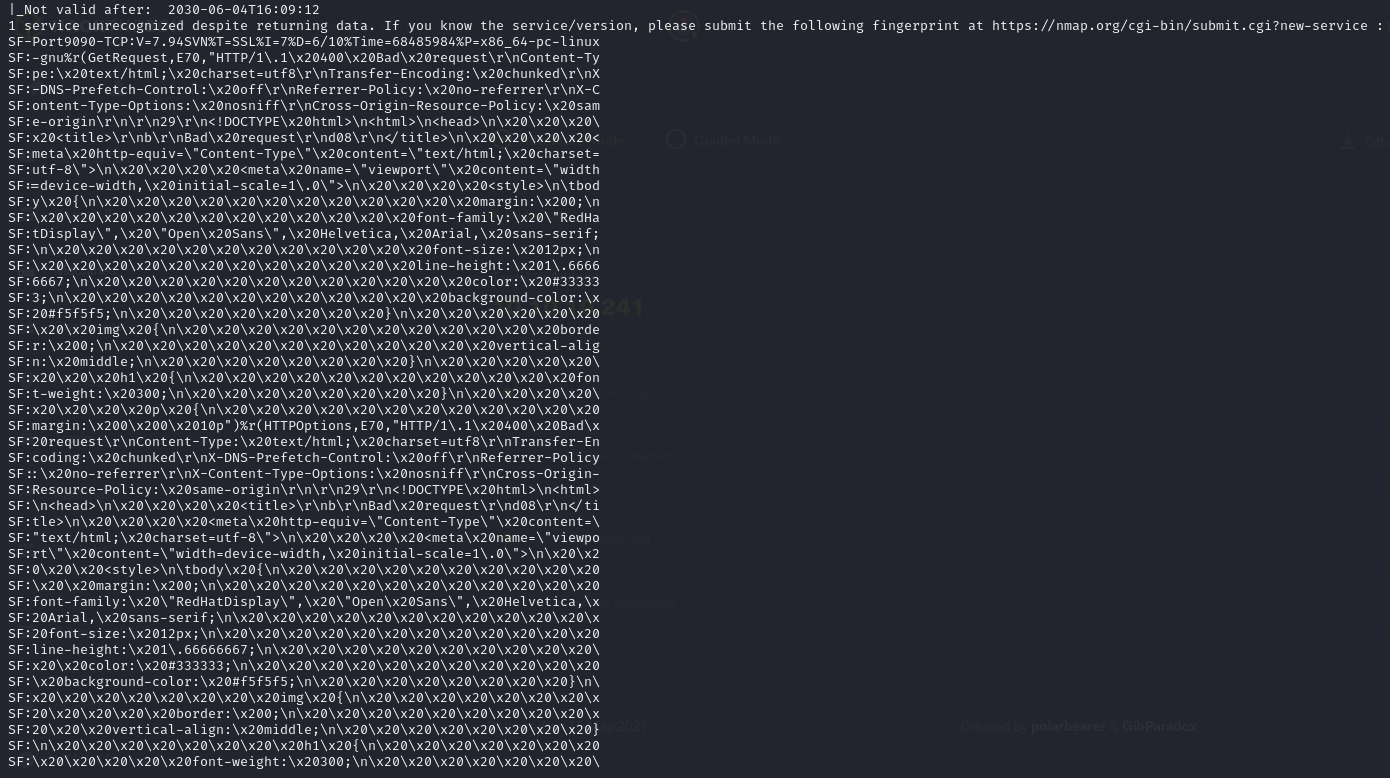 |_Not valid after:  2030-06-04T16:09:12
1 service unrecognized despite returning data. If you know the service/version, please submit the following fingerprint at https://nmap.org/cgi-bin/submit.cgi?new-service :
SF-Port9090-TCP:V=7.94SVN%T=SSL%I=7%D=6/10%Time=68485984%P=x86_64-pc-linux
SF:-gnu%r(GetRequest,E70,"HTTP/1\.1\x20400\x20Bad\x20request\r\nContent-Ty
SF:pe:\x20text/html;\x20charset=utf8\r\nTransfer-Encoding:\x20chunked\r\nX
SF:-DNS-Prefetch-Control:\x20off\r\nReferrer-Policy:\x20no-referrer\r\nX-C
SF:ontent-Type-Options:\x20nosniff\r\nCross-Origin-Resource-Policy:\x20sam
SF:e-origin\r\n\r\n29\r\n<!DOCTYPE\x20html>\n<html>\n<head>\n\x20\x20\x20\
SF:x20<title>\r\nb\r\nBad\x20request\r\nd08\r\n</title>\n\x20\x20\x20\x20<
SF:meta\x20http-equiv=\"Content-Type\"\x20content=\"text/html;\x20charset=
SF:utf-8\">\n\x20\x20\x20\x20<meta\x20name=\"viewport\"\x20content=\"width
SF:=device-width,\x20initial-scale=1\.0\">\n\x20\x20\x20\x20<style>\n\tbod
SF:y\x20{\n\x20\x20\x20\x20\x20\x20\x20\x20\x20\x20\x20\x20margin:\x200;\n
SF:\x20\x20\x20\x20\x20\x20\x20\x20\x20\x20\x20\x20font-family:\x20\"RedHa
SF:tDisplay\",\x20\"Open\x20Sans\",\x20Helvetica,\x20Arial,\x20sans-serif;
SF:\n\x20\x20\x20\x20\x20\x20\x20\x20\x20\x20\x20\x20font-size:\x2012px;\n
SF:\x20\x20\x20\x20\x20\x20\x20\x20\x20\x20\x20\x20line-height:\x201\.6666
SF:6667;\n\x20\x20\x20\x20\x20\x20\x20\x20\x20\x20\x20\x20color:\x20#33333
SF:3;\n\x20\x20\x20\x20\x20\x20\x20\x20\x20\x20\x20\x20background-color:\x
SF:20#f5f5f5;\n\x20\x20\x20\x20\x20\x20\x20\x20}\n\x20\x20\x20\x20\x20\x20
SF:\x20\x20img\x20{\n\x20\x20\x20\x20\x20\x20\x20\x20\x20\x20\x20\x20borde
SF:r:\x200;\n\x20\x20\x20\x20\x20\x20\x20\x20\x20\x20\x20\x20vertical-alig
SF:n:\x20middle;\n\x20\x20\x20\x20\x20\x20\x20\x20}\n\x20\x20\x20\x20\x20\
SF:x20\x20\x20h1\x20{\n\x20\x20\x20\x20\x20\x20\x20\x20\x20\x20\x20\x20fon
SF:t-weight:\x20300;\n\x20\x20\x20\x20\x20\x20\x20\x20}\n\x20\x20\x20\x20\
SF:x20\x20\x20\x20p\x20{\n\x20\x20\x20\x20\x20\x20\x20\x20\x20\x20\x20\x20
SF:margin:\x200\x200\x2010p")%r(HTTPOptions,E70,"HTTP/1\.1\x20400\x20Bad\x
SF:20request\r\nContent-Type:\x20text/html;\x20charset=utf8\r\nTransfer-En
SF:coding:\x20chunked\r\nX-DNS-Prefetch-Control:\x20off\r\nReferrer-Policy
SF::\x20no-referrer\r\nX-Content-Type-Options:\x20nosniff\r\nCross-Origin-
SF:Resource-Policy:\x20same-origin\r\n\r\n29\r\n<!DOCTYPE\x20html>\n<html>
SF:\n<head>\n\x20\x20\x20\x20<title>\r\nb\r\nBad\x20request\r\nd08\r\n</ti
SF:tle>\n\x20\x20\x20\x20<meta\x20http-equiv=\"Content-Type\"\x20content=\
SF:"text/html;\x20charset=utf-8\">\n\x20\x20\x20\x20<meta\x20name=\"viewpo
SF:rt\"\x20content=\"width=device-width,\x20initial-scale=1\.0\">\n\x20\x2
SF:0\x20\x20<style>\n\tbody\x20{\n\x20\x20\x20\x20\x20\x20\x20\x20\x20\x20
SF:\x20\x20margin:\x200;\n\x20\x20\x20\x20\x20\x20\x20\x20\x20\x20\x20\x20
SF:font-family:\x20\"RedHatDisplay\",\x20\"Open\x20Sans\",\x20Helvetica,\x
SF:20Arial,\x20sans-serif;\n\x20\x20\x20\x20\x20\x20\x20\x20\x20\x20\x20\x
SF:20font-size:\x2012px;\n\x20\x20\x20\x20\x20\x20\x20\x20\x20\x20\x20\x20
SF:line-height:\x201\.66666667;\n\x20\x20\x20\x20\x20\x20\x20\x20\x20\x20\
SF:x20\x20color:\x20#333333;\n\x20\x20\x20\x20\x20\x20\x20\x20\x20\x20\x20
SF:\x20background-color:\x20#f5f5f5;\n\x20\x20\x20\x20\x20\x20\x20\x20}\n\
SF:x20\x20\x20\x20\x20\x20\x20\x20img\x20{\n\x20\x20\x20\x20\x20\x20\x20\x
SF:20\x20\x20\x20\x20border:\x200;\n\x20\x20\x20\x20\x20\x20\x20\x20\x20\x
SF:20\x20\x20vertical-align:\x20middle;\n\x20\x20\x20\x20\x20\x20\x20\x20}
SF:\n\x20\x20\x20\x20\x20\x20\x20\x20h1\x20{\n\x20\x20\x20\x20\x20\x20\x20
SF:\x20\x20\x20\x20\x20font-weight:\x20300;\n\x20\x20\x20\x20\x20\x20\x20\
Guided Mode
241
2021
Created by polarbearer & GibParadox